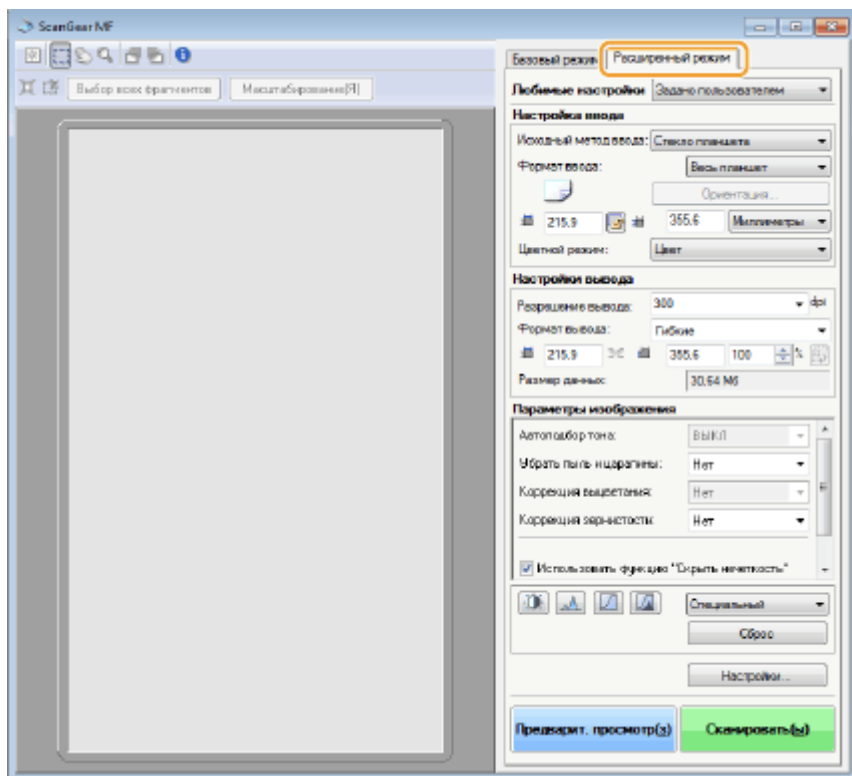 ScanGear MF
Базовый режим Расширенный режим
Выбор всех фрагментов Масштабирование(Я)
Любимые настройки Задано пользователем
Настройка ввода
Исходный метод ввода: Стекло планшета
Формат ввода: Весь планшет
Ориентация...
215.9 355.6 Миллиметры
Цветной режим: Цвет
Настройки вывода
Разрешение вывода: 300 dpi
Формат вывода: Гибкие
215.9 355.6 100 %
Размер данных: 30.64 Мб
Параметры изображения
Автоподбор тона: ВЫКЛ
Убрать пыль и царапины: Нет
Коррекция выцветания: Нет
Коррекция зернистости: Нет
Использовать функцию "Скрыть нечеткость"
Специальный
Сброс
Настройки...
Предварит. просмотр(з) Сканировать(ы)